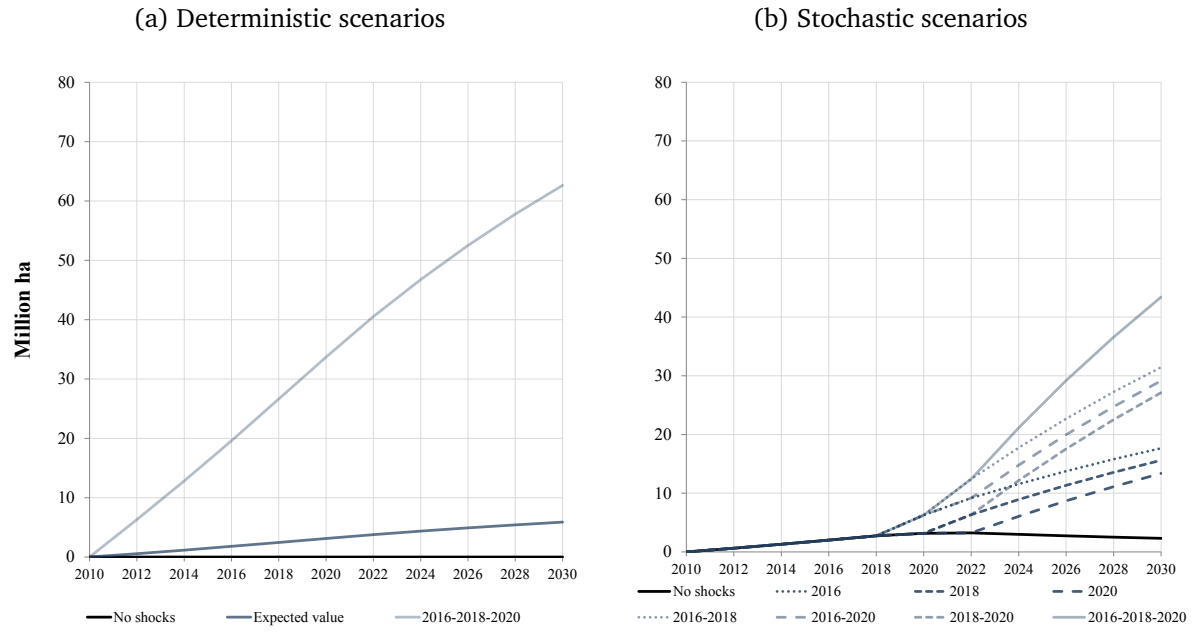 (a) Deterministic scenarios
(b) Stochastic scenarios
Million ha
80
70
60
50
40
30
20
10
0
2010 2012 2014 2016 2018 2020 2022 2024 2026 2028 2030
No shocks Expected value 2016-2018-2020
80
70
60
50
40
30
20
10
0
2010 2012 2014 2016 2018 2020 2022 2024 2026 2028 2030
No shocks 2016 2018 2020
2016-2018 2016-2020 2018-2020 2016-2018-2020